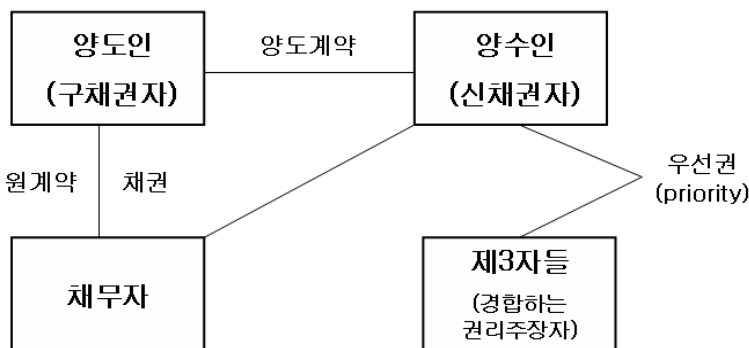 양도인
(구채권자)
양도계약
양수인
(신채권자)
원계약
채권
우선권
(priority)
채무자
제3자들
(경합하는
권리주장자)